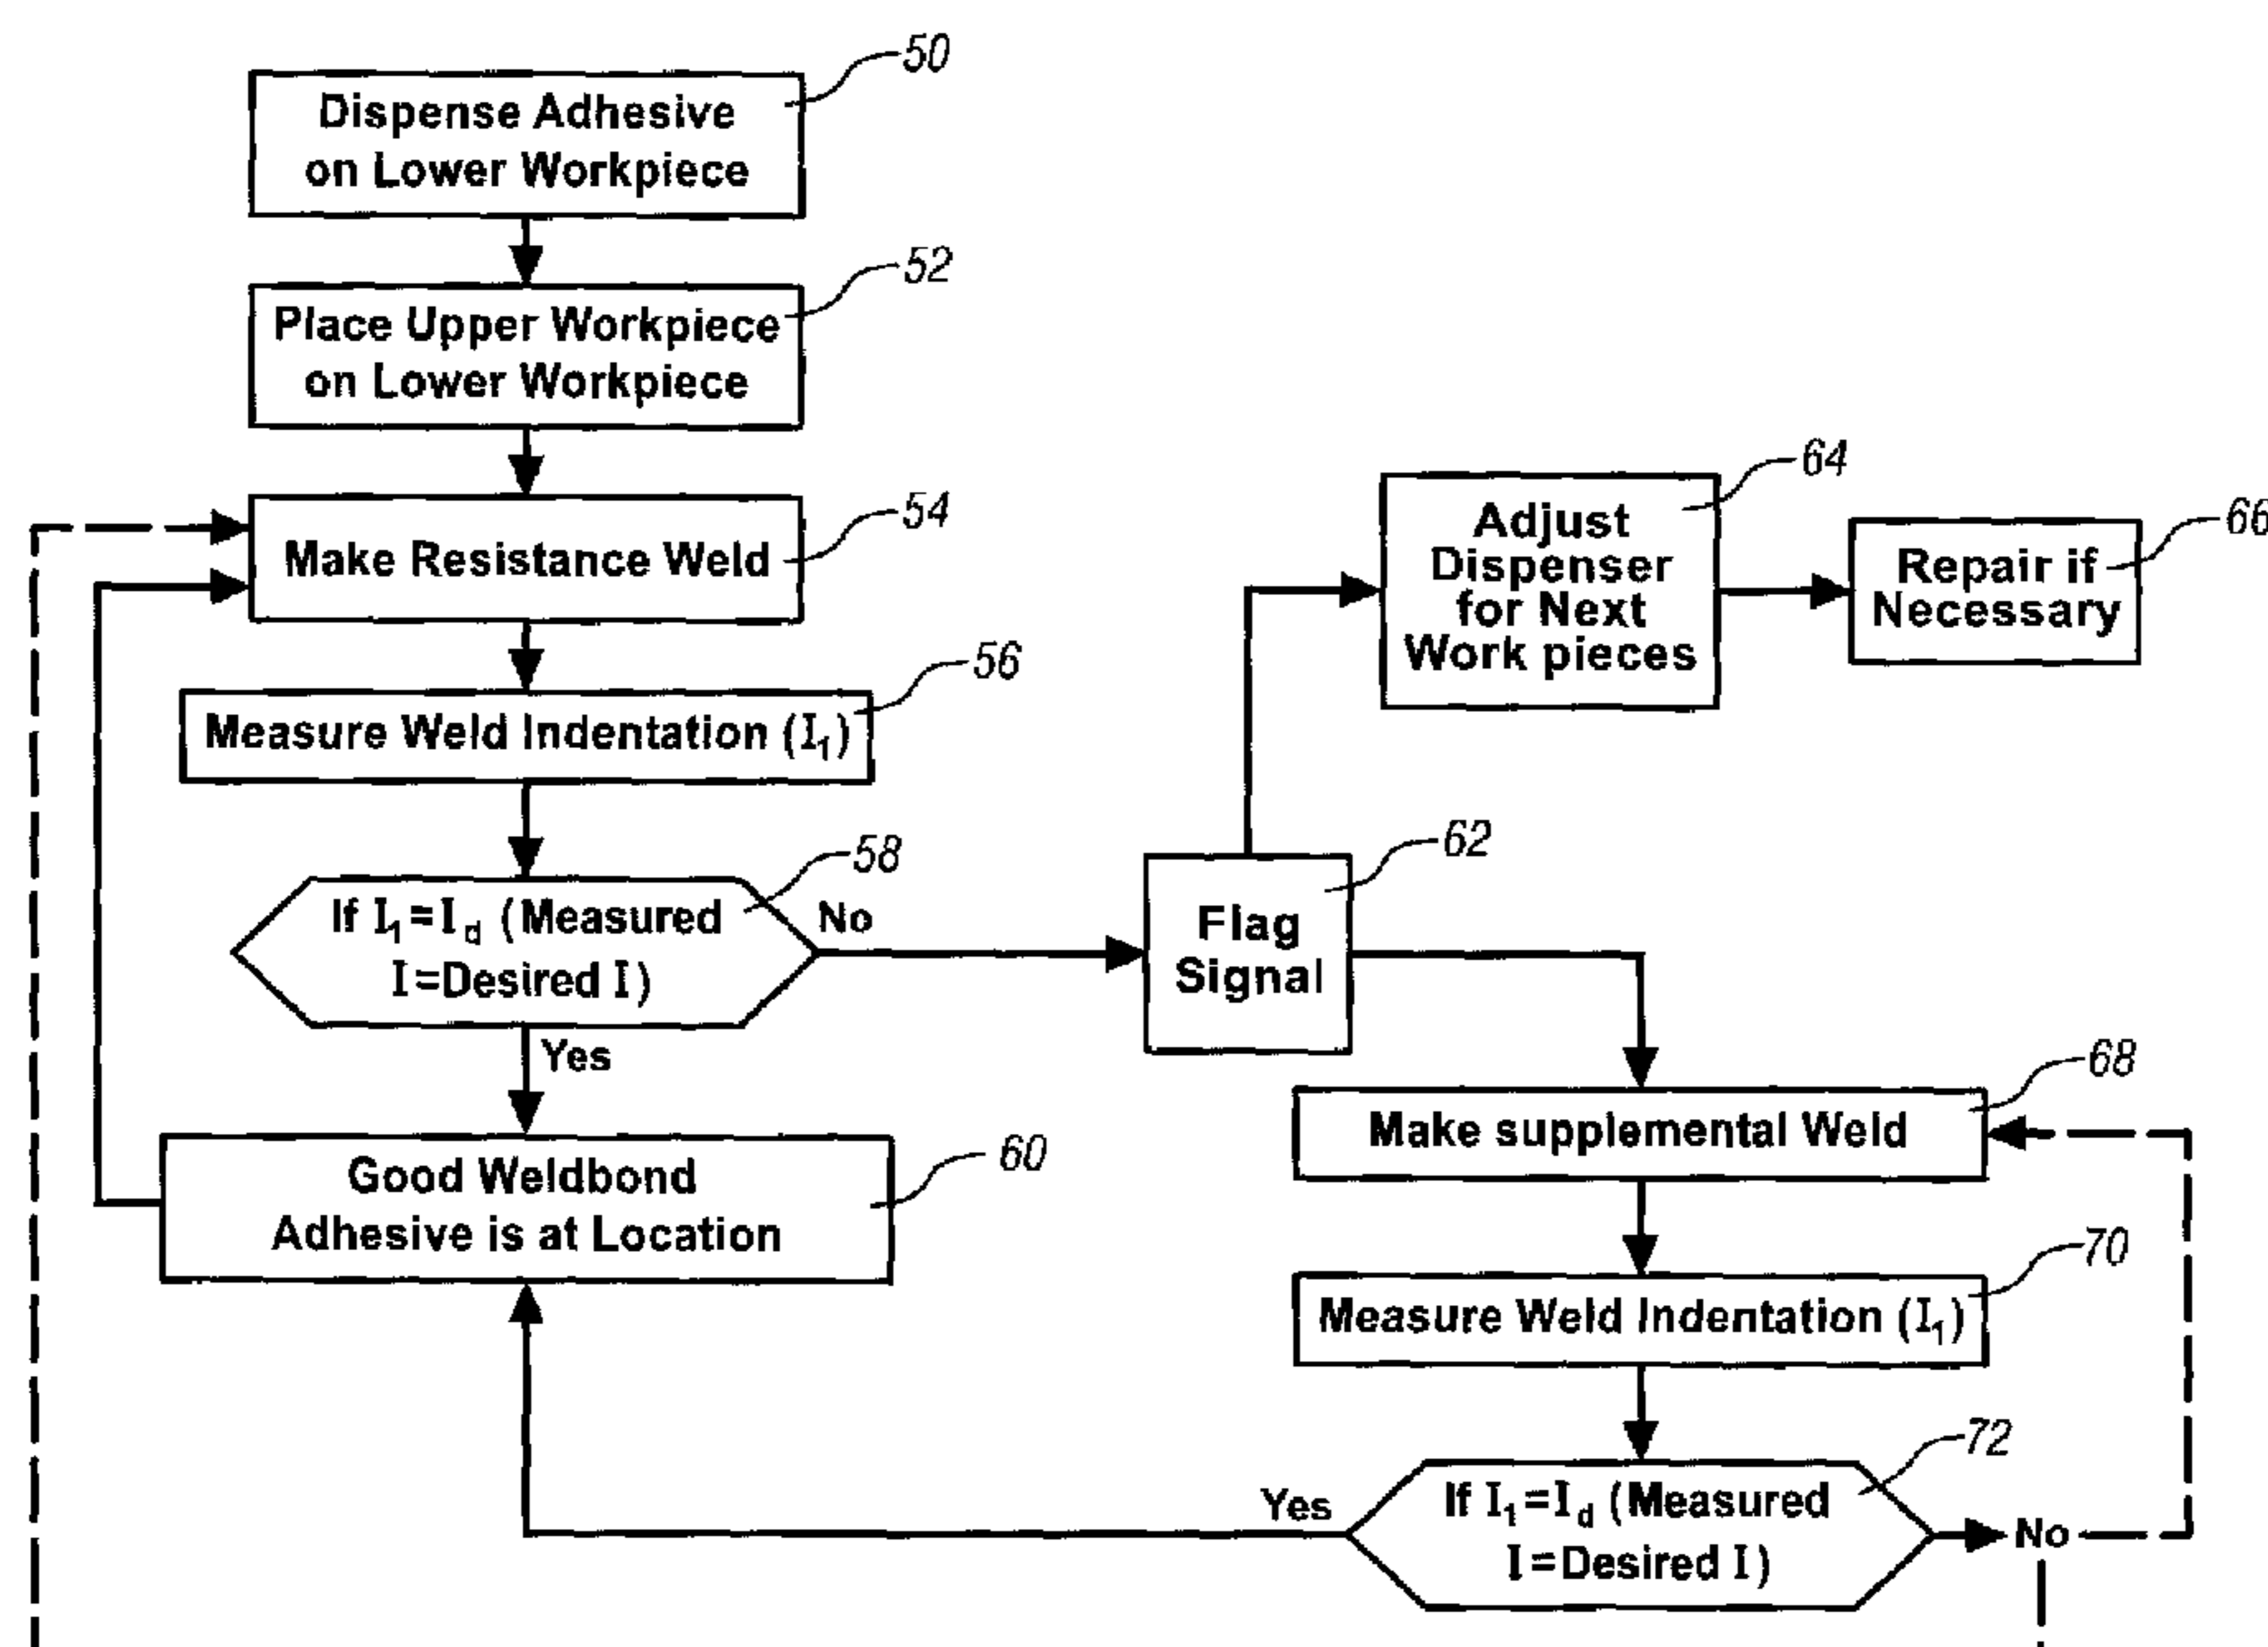 50
Dispense Adhesive
on Lower Workpiece
52
Place Upper Workpiece
on Lower Workpiece
54
Make Resistance Weld
56
Measure Weld Indentation (I₁)
58
If I₁=I_d (Measured
I=Desired I)
No
Yes
60
Good Weldbond
Adhesive is at Location
62
Flag
Signal
64
Adjust
Dispenser
for Next
Work pieces
66
Repair if
Necessary
68
Make supplemental Weld
70
Measure Weld Indentation (I₁)
72
If I₁=I_d (Measured
I=Desired I)
Yes
No